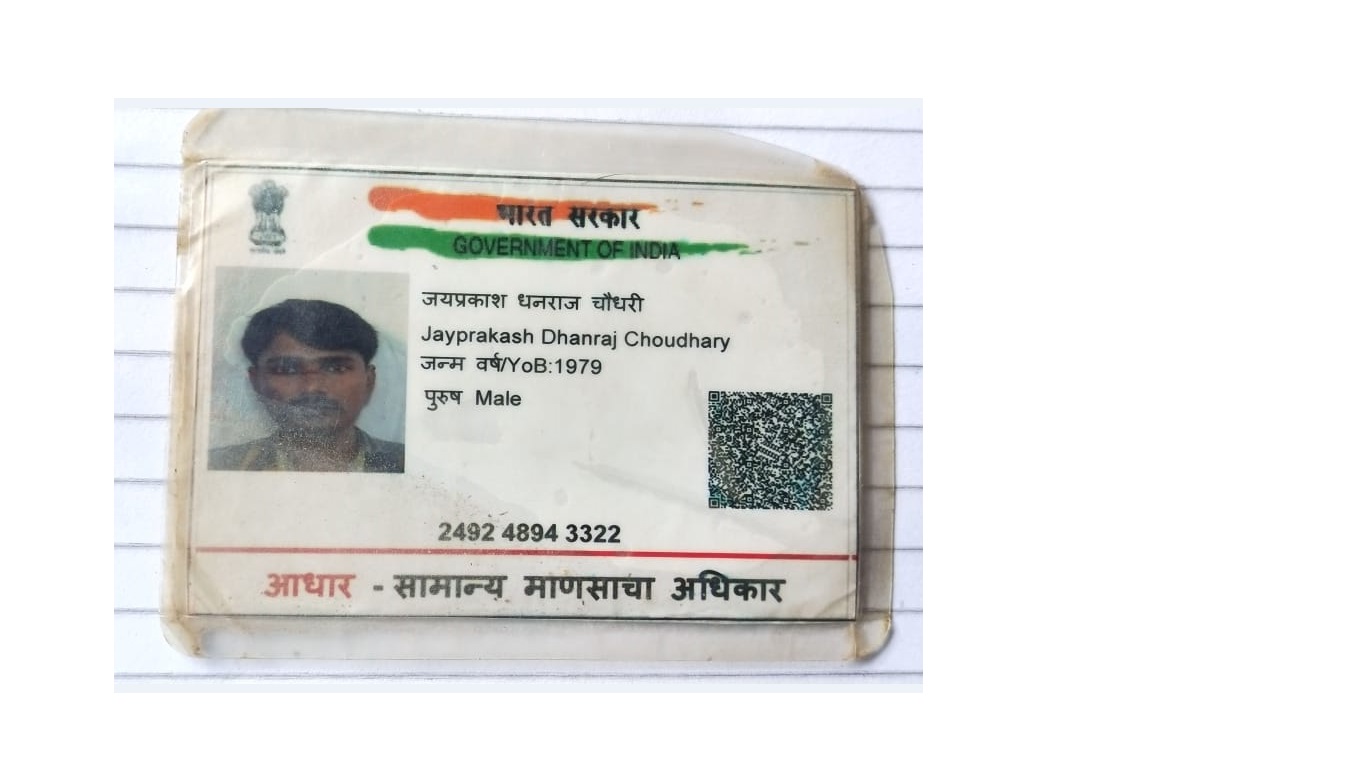 भारत सरकार
GOVERNMENT OF INDIA
जयप्रकाश धनराज चौधरी
Jayprakash Dhanraj Choudhary
जन्म वर्ष/YoB:1979
पुरुष Male
2492 4894 3322
आधार - सामान्य माणसाचा अधिकार